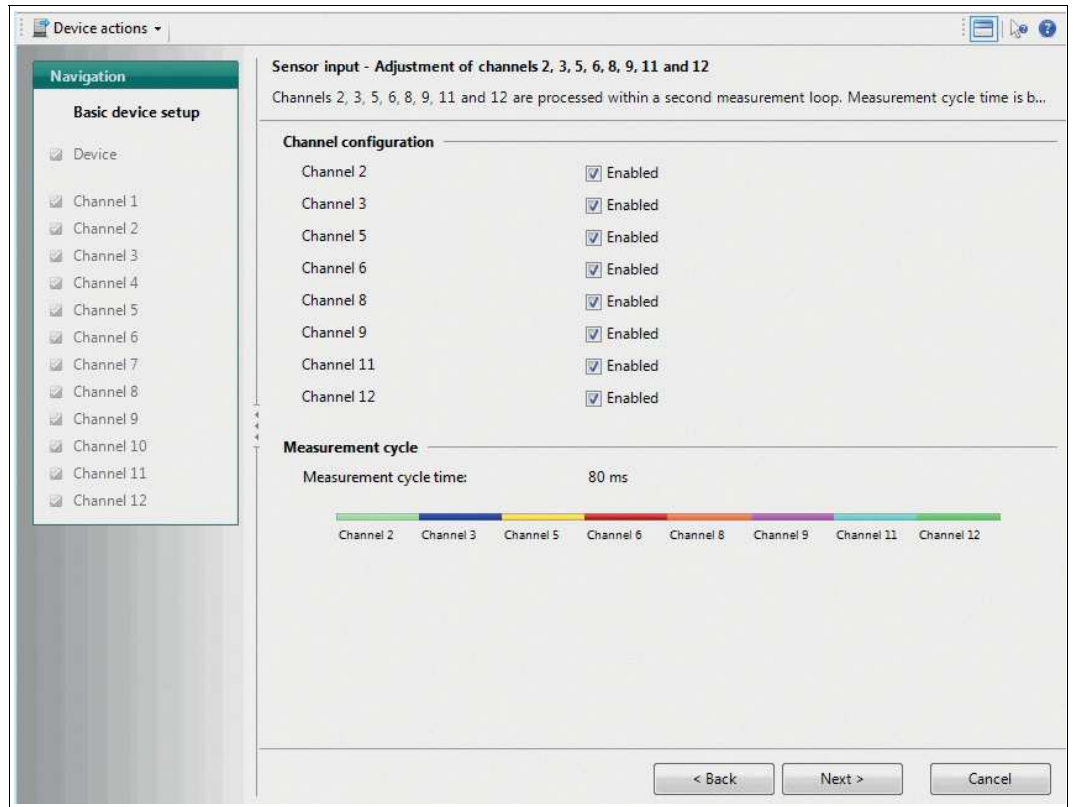 Device actions
Navigation
Basic device setup
Device
Channel 1
Channel 2
Channel 3
Channel 4
Channel 5
Channel 6
Channel 7
Channel 8
Channel 9
Channel 10
Channel 11
Channel 12
Sensor input - Adjustment of channels 2, 3, 5, 6, 8, 9, 11 and 12
Channels 2, 3, 5, 6, 8, 9, 11 and 12 are processed within a second measurement loop. Measurement cycle time is b...
Channel configuration
Channel 2 Enabled
Channel 3 Enabled
Channel 5 Enabled
Channel 6 Enabled
Channel 8 Enabled
Channel 9 Enabled
Channel 11 Enabled
Channel 12 Enabled
Measurement cycle
Measurement cycle time: 80 ms
Channel 2 Channel 3 Channel 5 Channel 6 Channel 8 Channel 9 Channel 11 Channel 12
< Back Next > Cancel